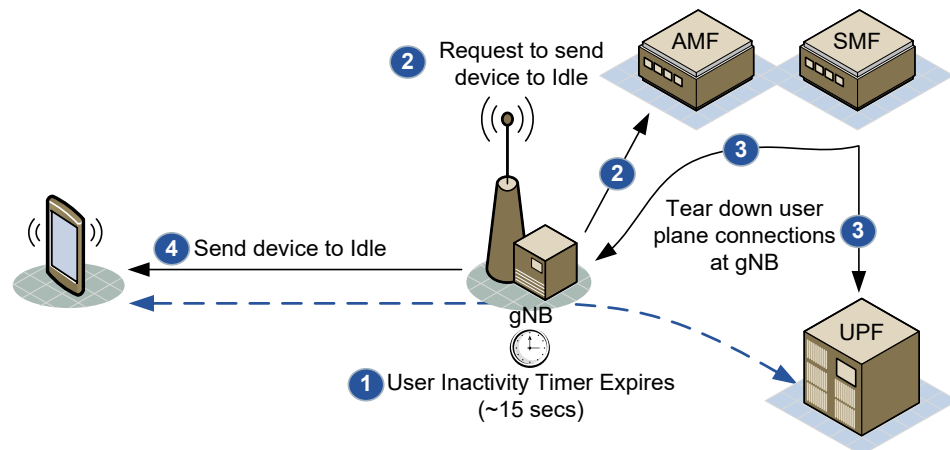 2
Request to send
device to Idle
AMF
SMF
2
3
Tear down user
plane connections
at gNB
3
4
Send device to Idle
gNB
UPF
1
User Inactivity Timer Expires
(~15 secs)